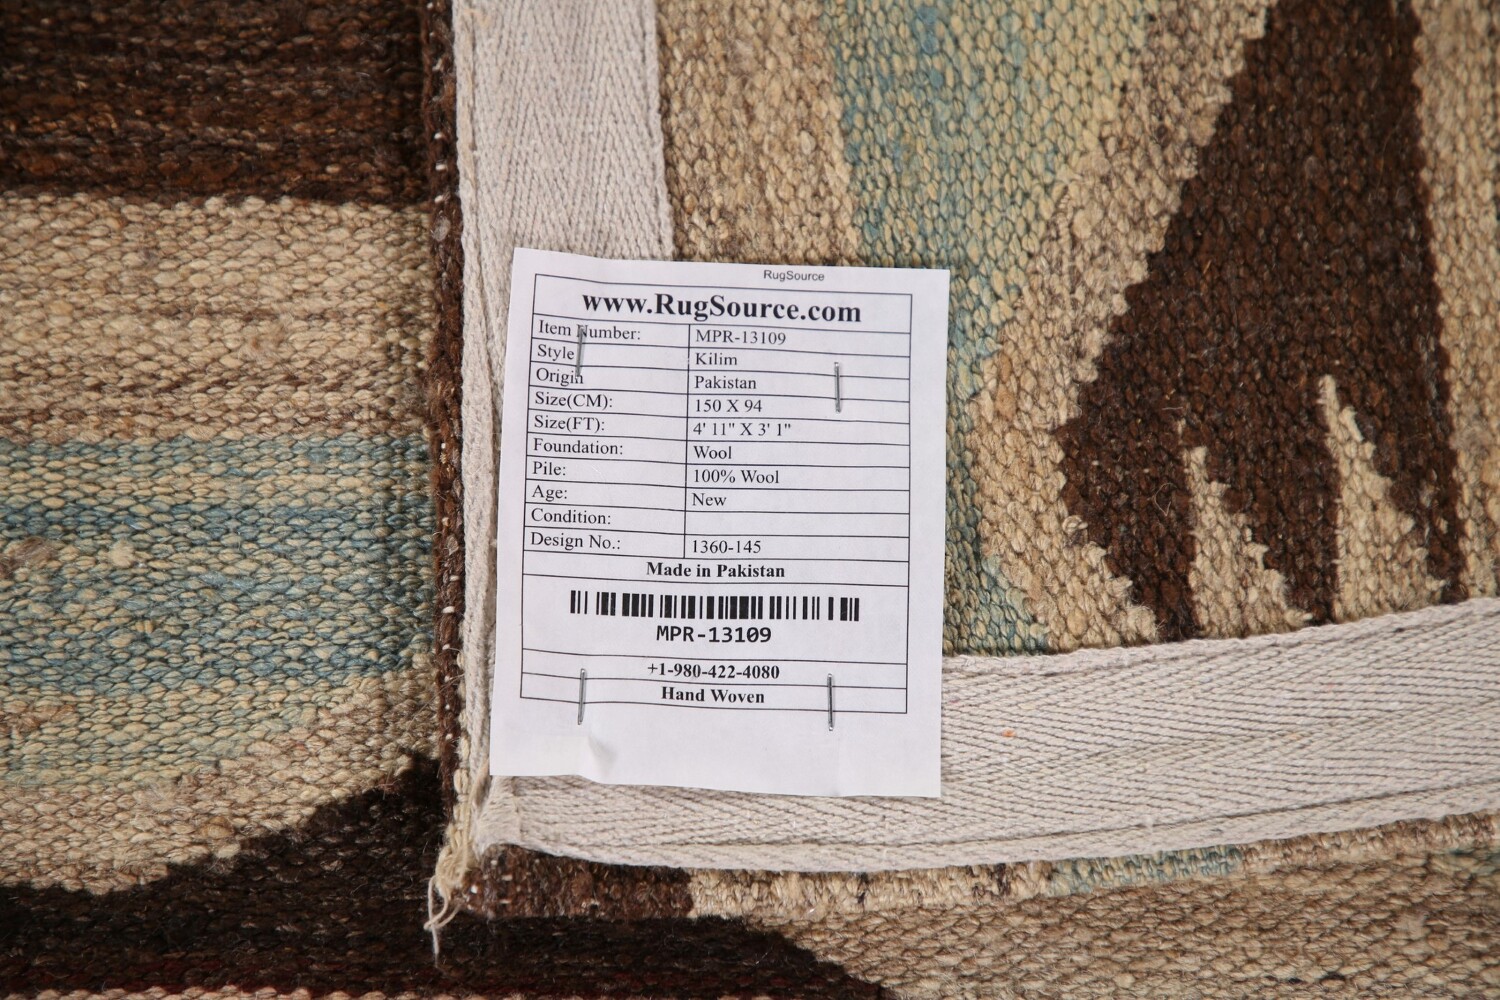 RugSource
www.RugSource.com
Item Number: MPR-13109
Style Kilim
Origin Pakistan
Size(CM): 150 X 94
Size(FT): 4' 11" X 3' 1"
Foundation: Wool
Pile: 100% Wool
Age: New
Condition:
Design No.: 1360-145
Made in Pakistan
MPR-13109
+1-980-422-4080
Hand Woven